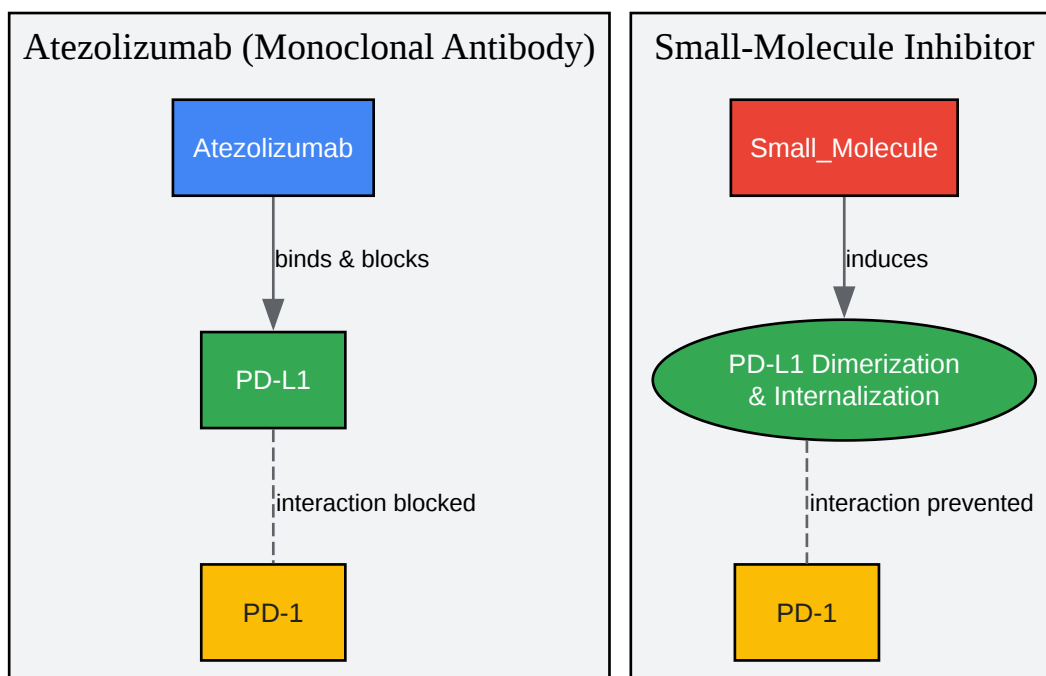 Atezolizumab (Monoclonal Antibody)
Atezolizumab
binds & blocks
PD-L1
interaction blocked
PD-1
Small-Molecule Inhibitor
Small_Molecule
induces
PD-L1 Dimerization
& Internalization
interaction prevented
PD-1